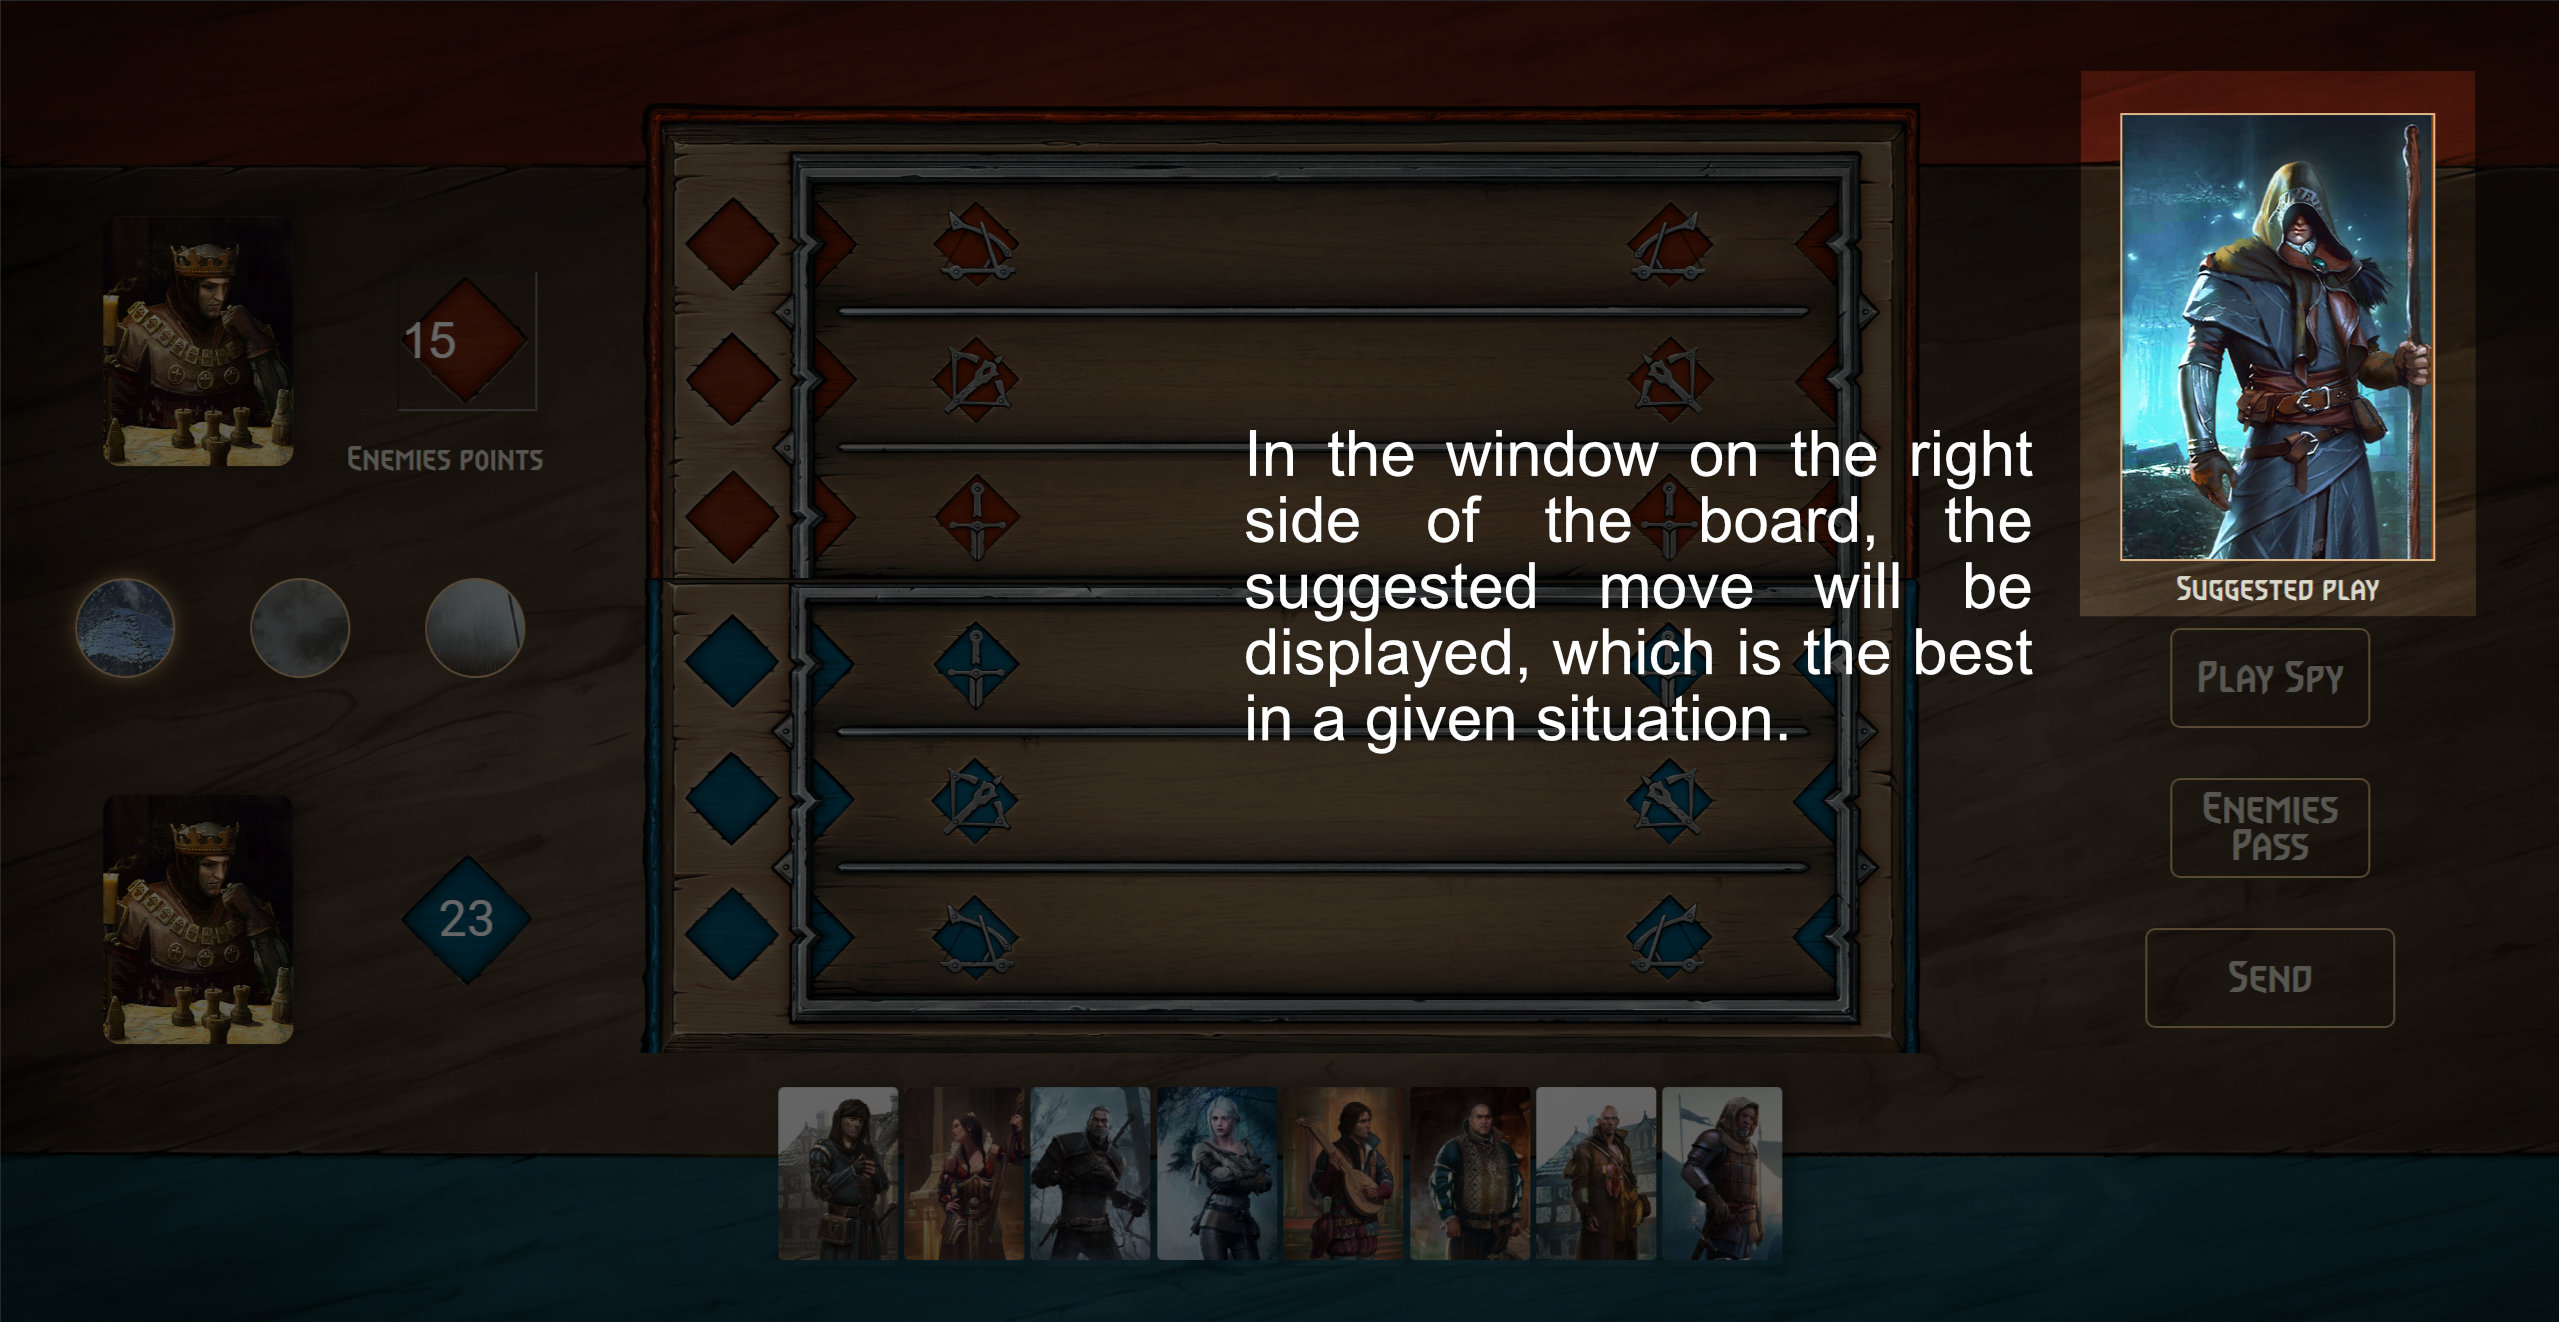 15
ENEMIES POINTS
In the window on the right
side of the board, the
suggested move will be
displayed, which is the best
in a given situation.
SUGGESTED PLAY
PLAY SPY
ENEMIES
PASS
23
SEND